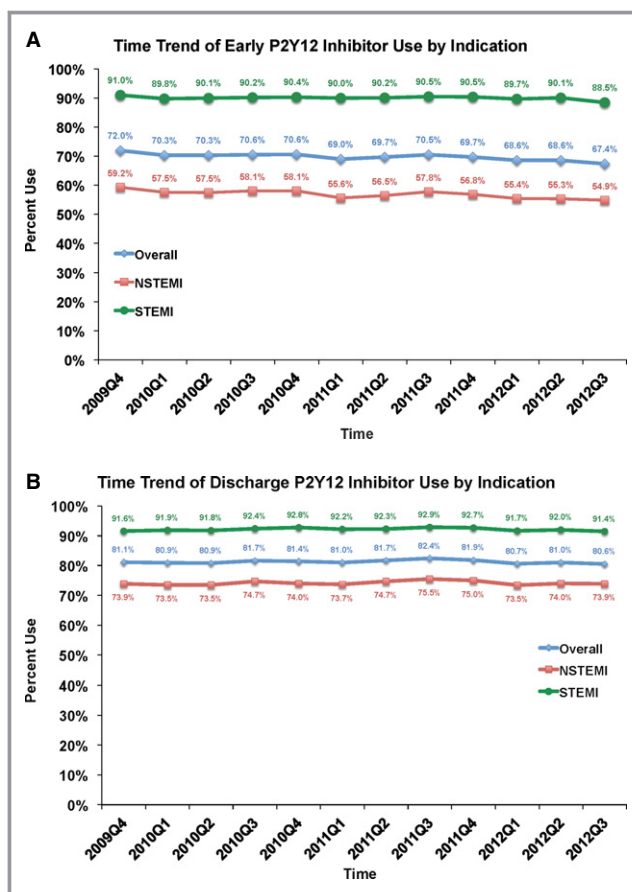 A
Time Trend of Early P2Y12 Inhibitor Use by Indication
100%
90%
80%
70%
60%
50%
40%
30%
20%
10%
0%
Percent Use
91.0% 89.8% 90.1% 90.2% 90.4% 90.0% 90.2% 90.5% 90.5% 89.7% 90.1% 88.5%
72.0% 70.3% 70.3% 70.6% 70.6% 69.0% 69.7% 70.5% 69.7% 68.6% 68.6% 67.4%
59.2% 57.5% 57.5% 58.1% 58.1% 55.6% 56.5% 57.8% 56.8% 55.4% 55.3% 54.9%
Overall
NSTEMI
STEMI
2009Q4 2010Q1 2010Q2 2010Q3 2010Q4 2011Q1 2011Q2 2011Q3 2011Q4 2012Q1 2012Q2 2012Q3
Time
B
Time Trend of Discharge P2Y12 Inhibitor Use by Indication
100%
90%
80%
70%
60%
50%
40%
30%
20%
10%
0%
Percent Use
91.6% 91.9% 91.8% 92.4% 92.8% 92.2% 92.3% 92.9% 92.7% 91.7% 92.0% 91.4%
81.1% 80.9% 80.9% 81.7% 81.4% 81.0% 81.7% 82.4% 81.9% 80.7% 81.0% 80.6%
73.9% 73.5% 73.5% 74.7% 74.0% 73.7% 74.7% 75.5% 75.0% 73.5% 74.0% 73.9%
Overall
NSTEMI
STEMI
2009Q4 2010Q1 2010Q2 2010Q3 2010Q4 2011Q1 2011Q2 2011Q3 2011Q4 2012Q1 2012Q2 2012Q3
Time